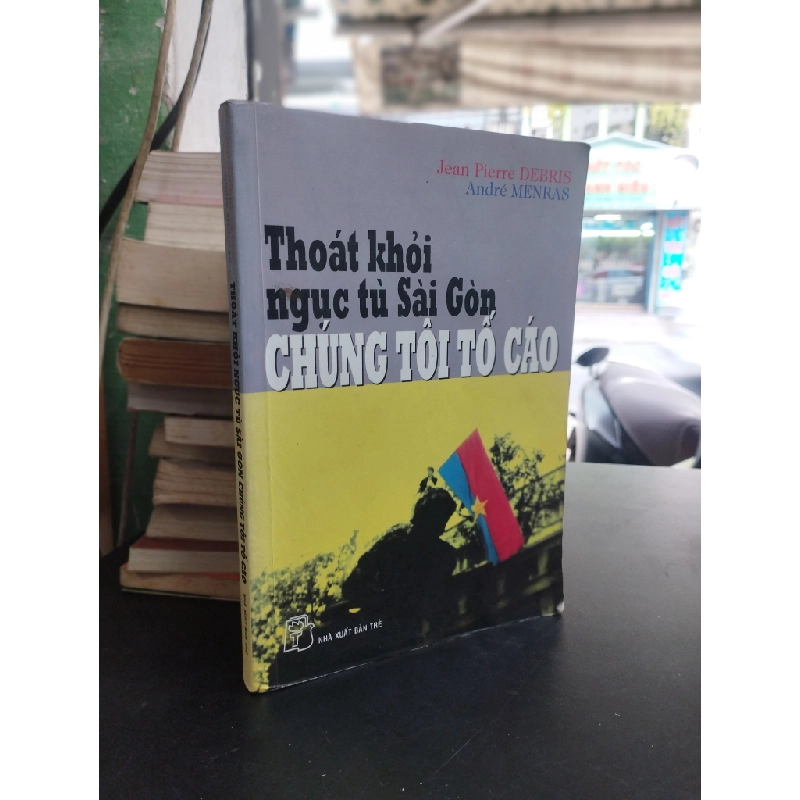 Jean Pierre DEBRIS
André MENRAS
Thoát khỏi
ngục tù Sài Gòn
CHÚNG TÔI TỐ CÁO
NHÀ XUẤT BẢN TRẺ
THOÁT KHỎI NGỤC TÙ SÀI GÒN CHÚNG TÔI TỐ CÁO